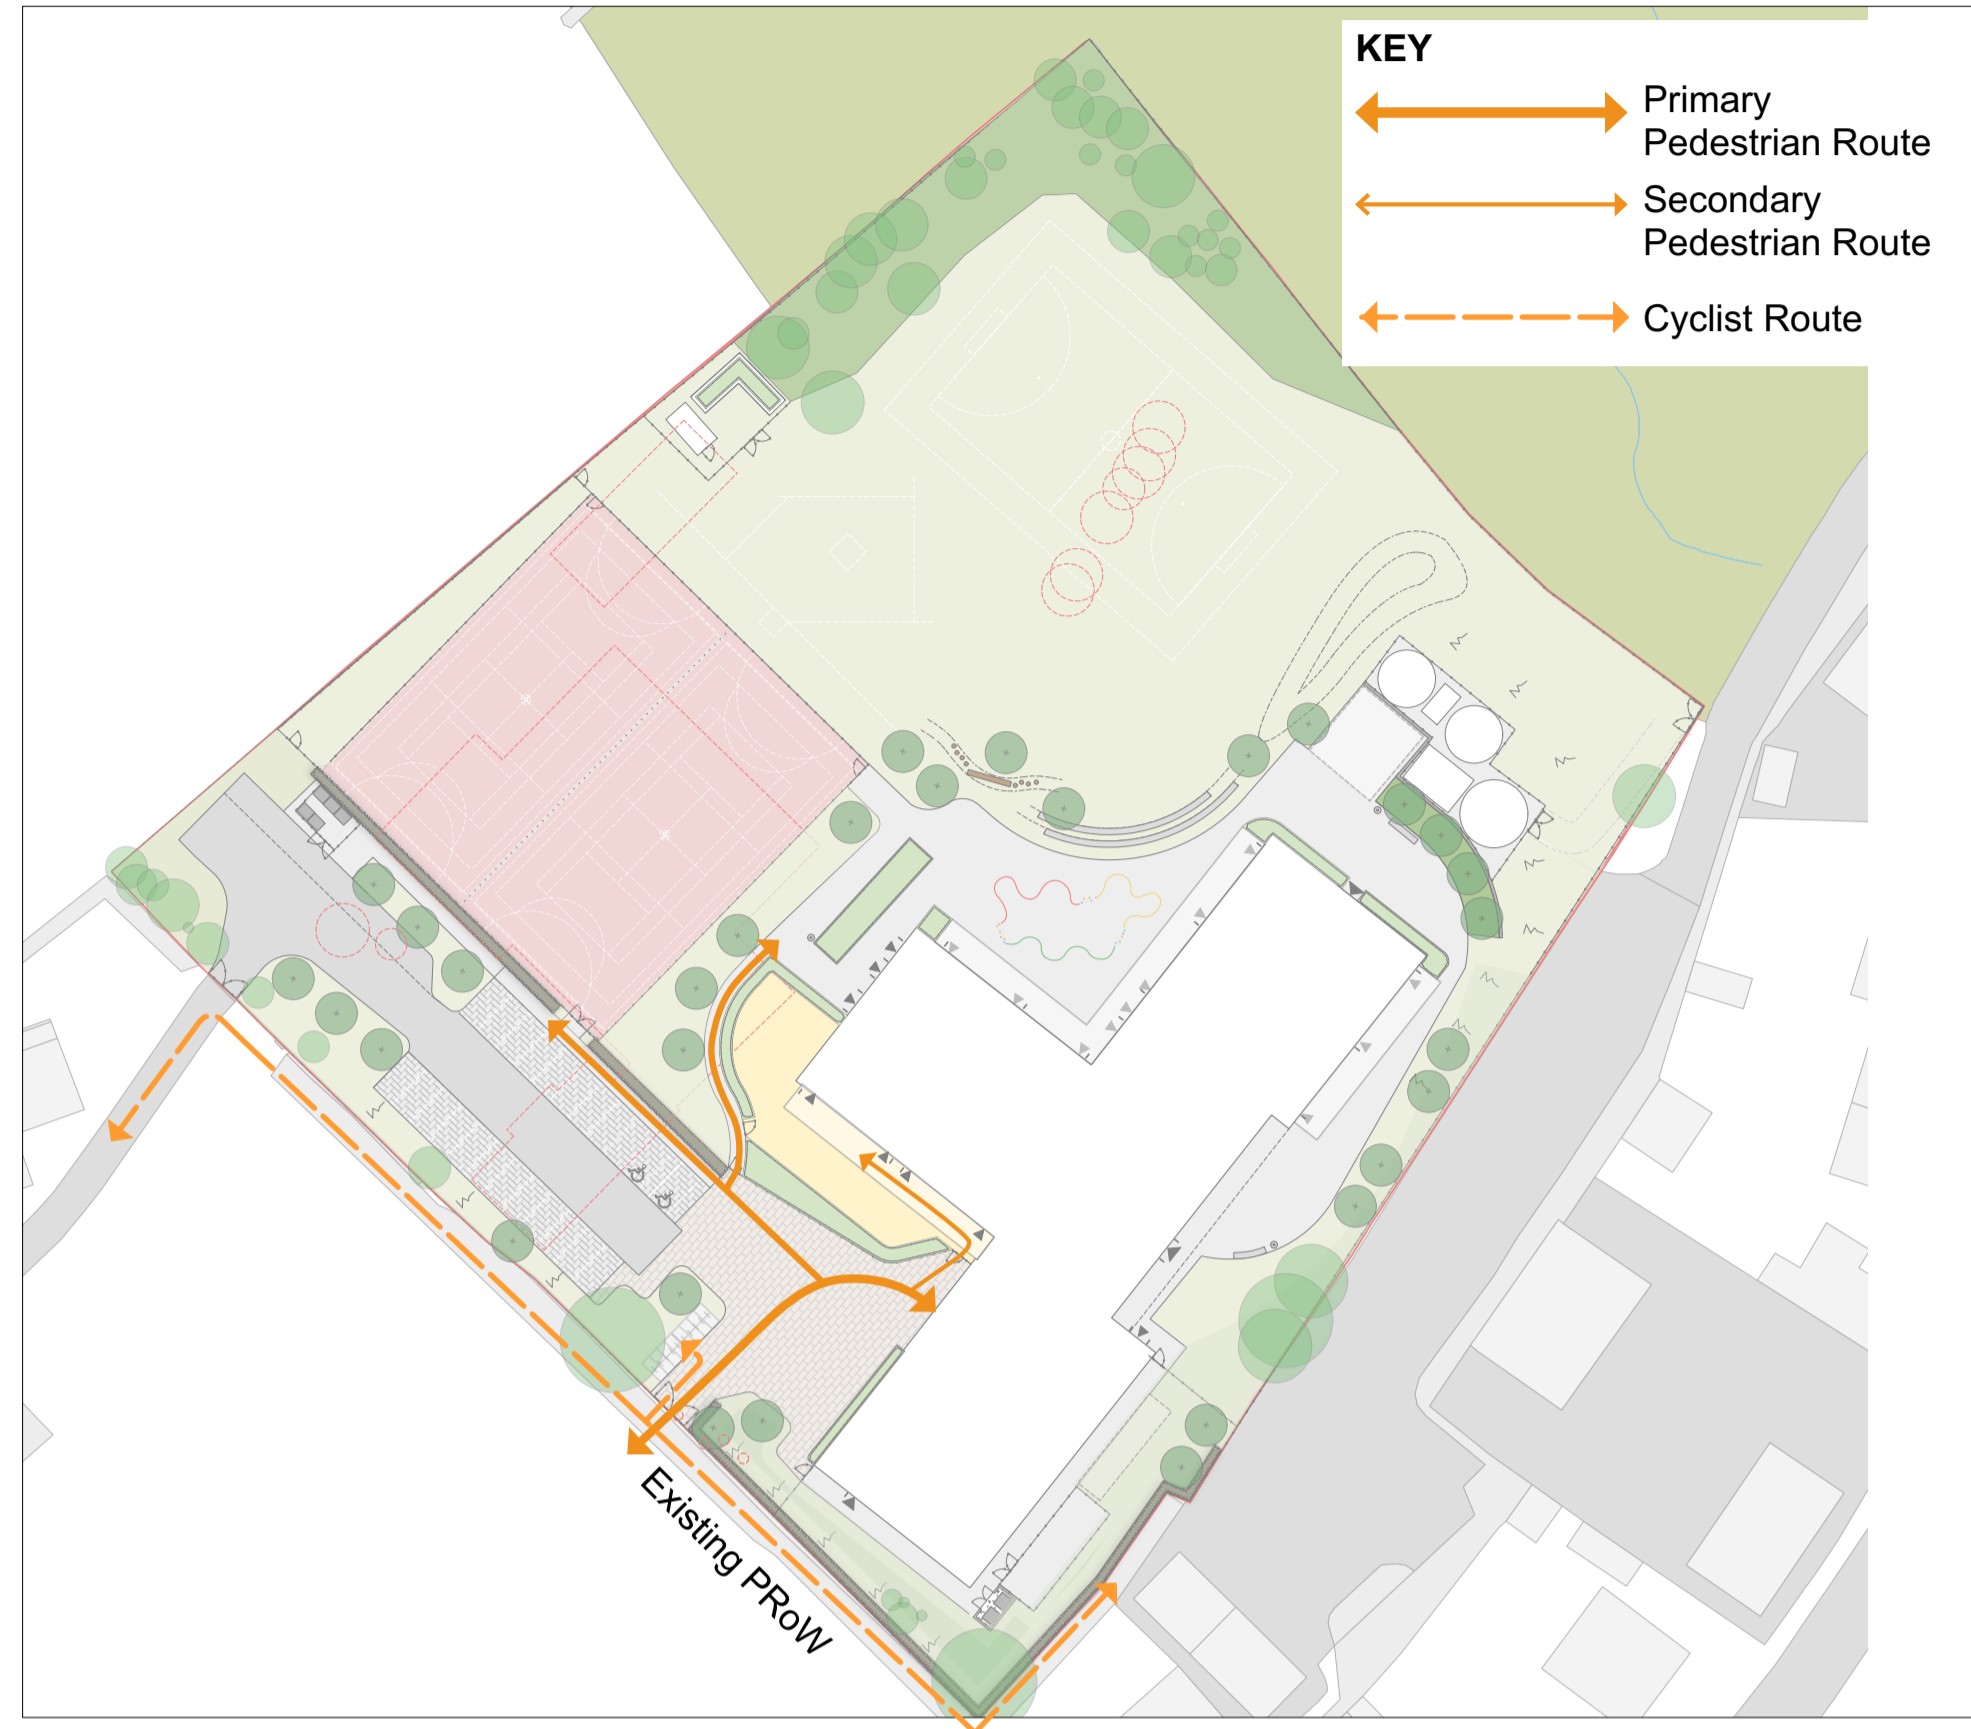 KEY
Primary
Pedestrian Route
Secondary
Pedestrian Route
Cyclist Route
Existing PRoW